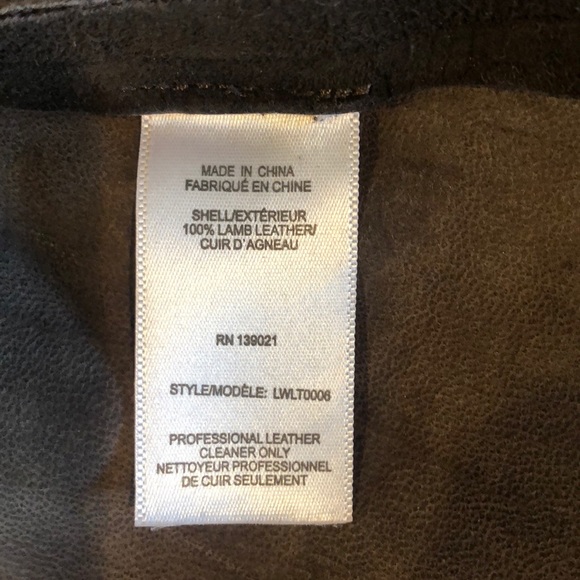 MADE IN CHINA
FABRIQUÉ EN CHINE
SHELL/EXTÉRIEUR
100% LAMB LEATHER/
CUIR D'AGNEAU
RN 139021
STYLE/MODÈLE: LWLT0006
PROFESSIONAL LEATHER
CLEANER ONLY
NETTOYEUR PROFESSIONNEL
DE CUIR SEULEMENT